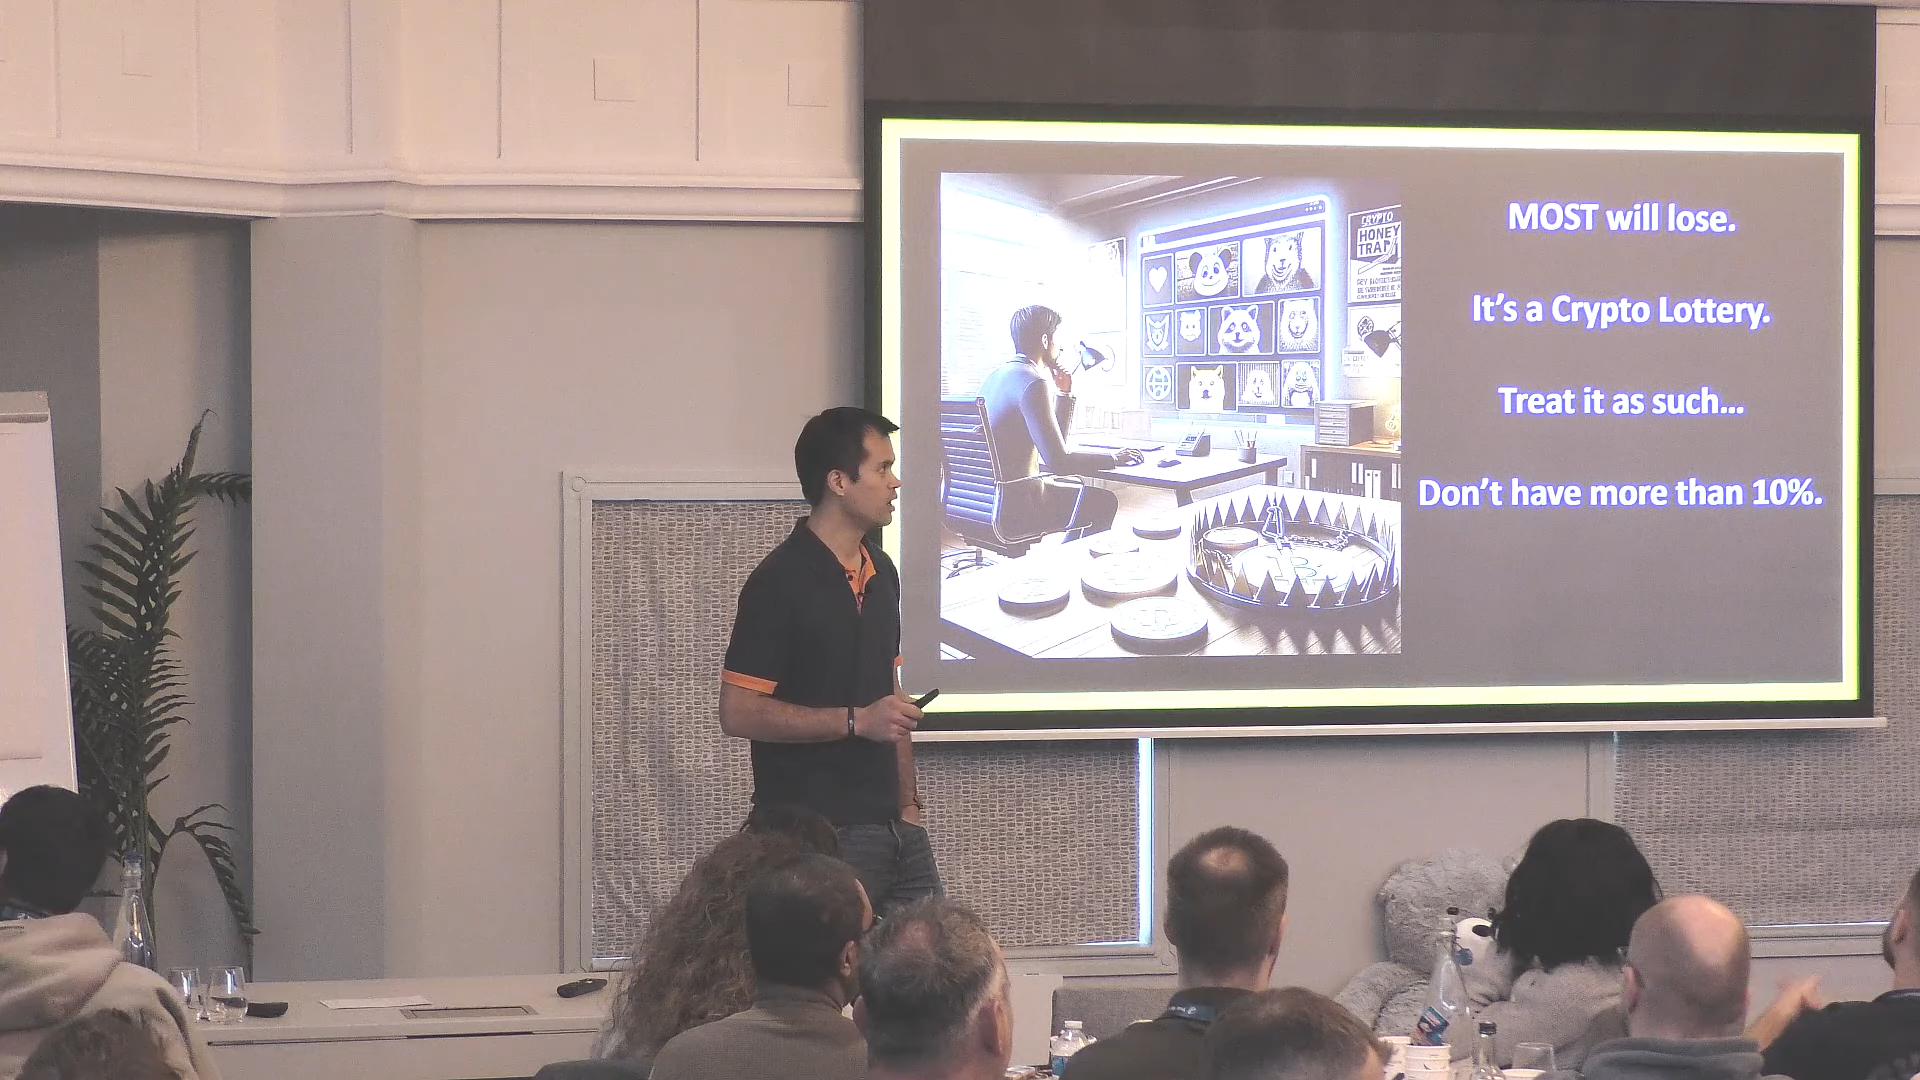 MOST will lose.
It's a Crypto Lottery.
Treat it as such...
Don't have more than 10%.
CRYPTO
HONEY
TRAP